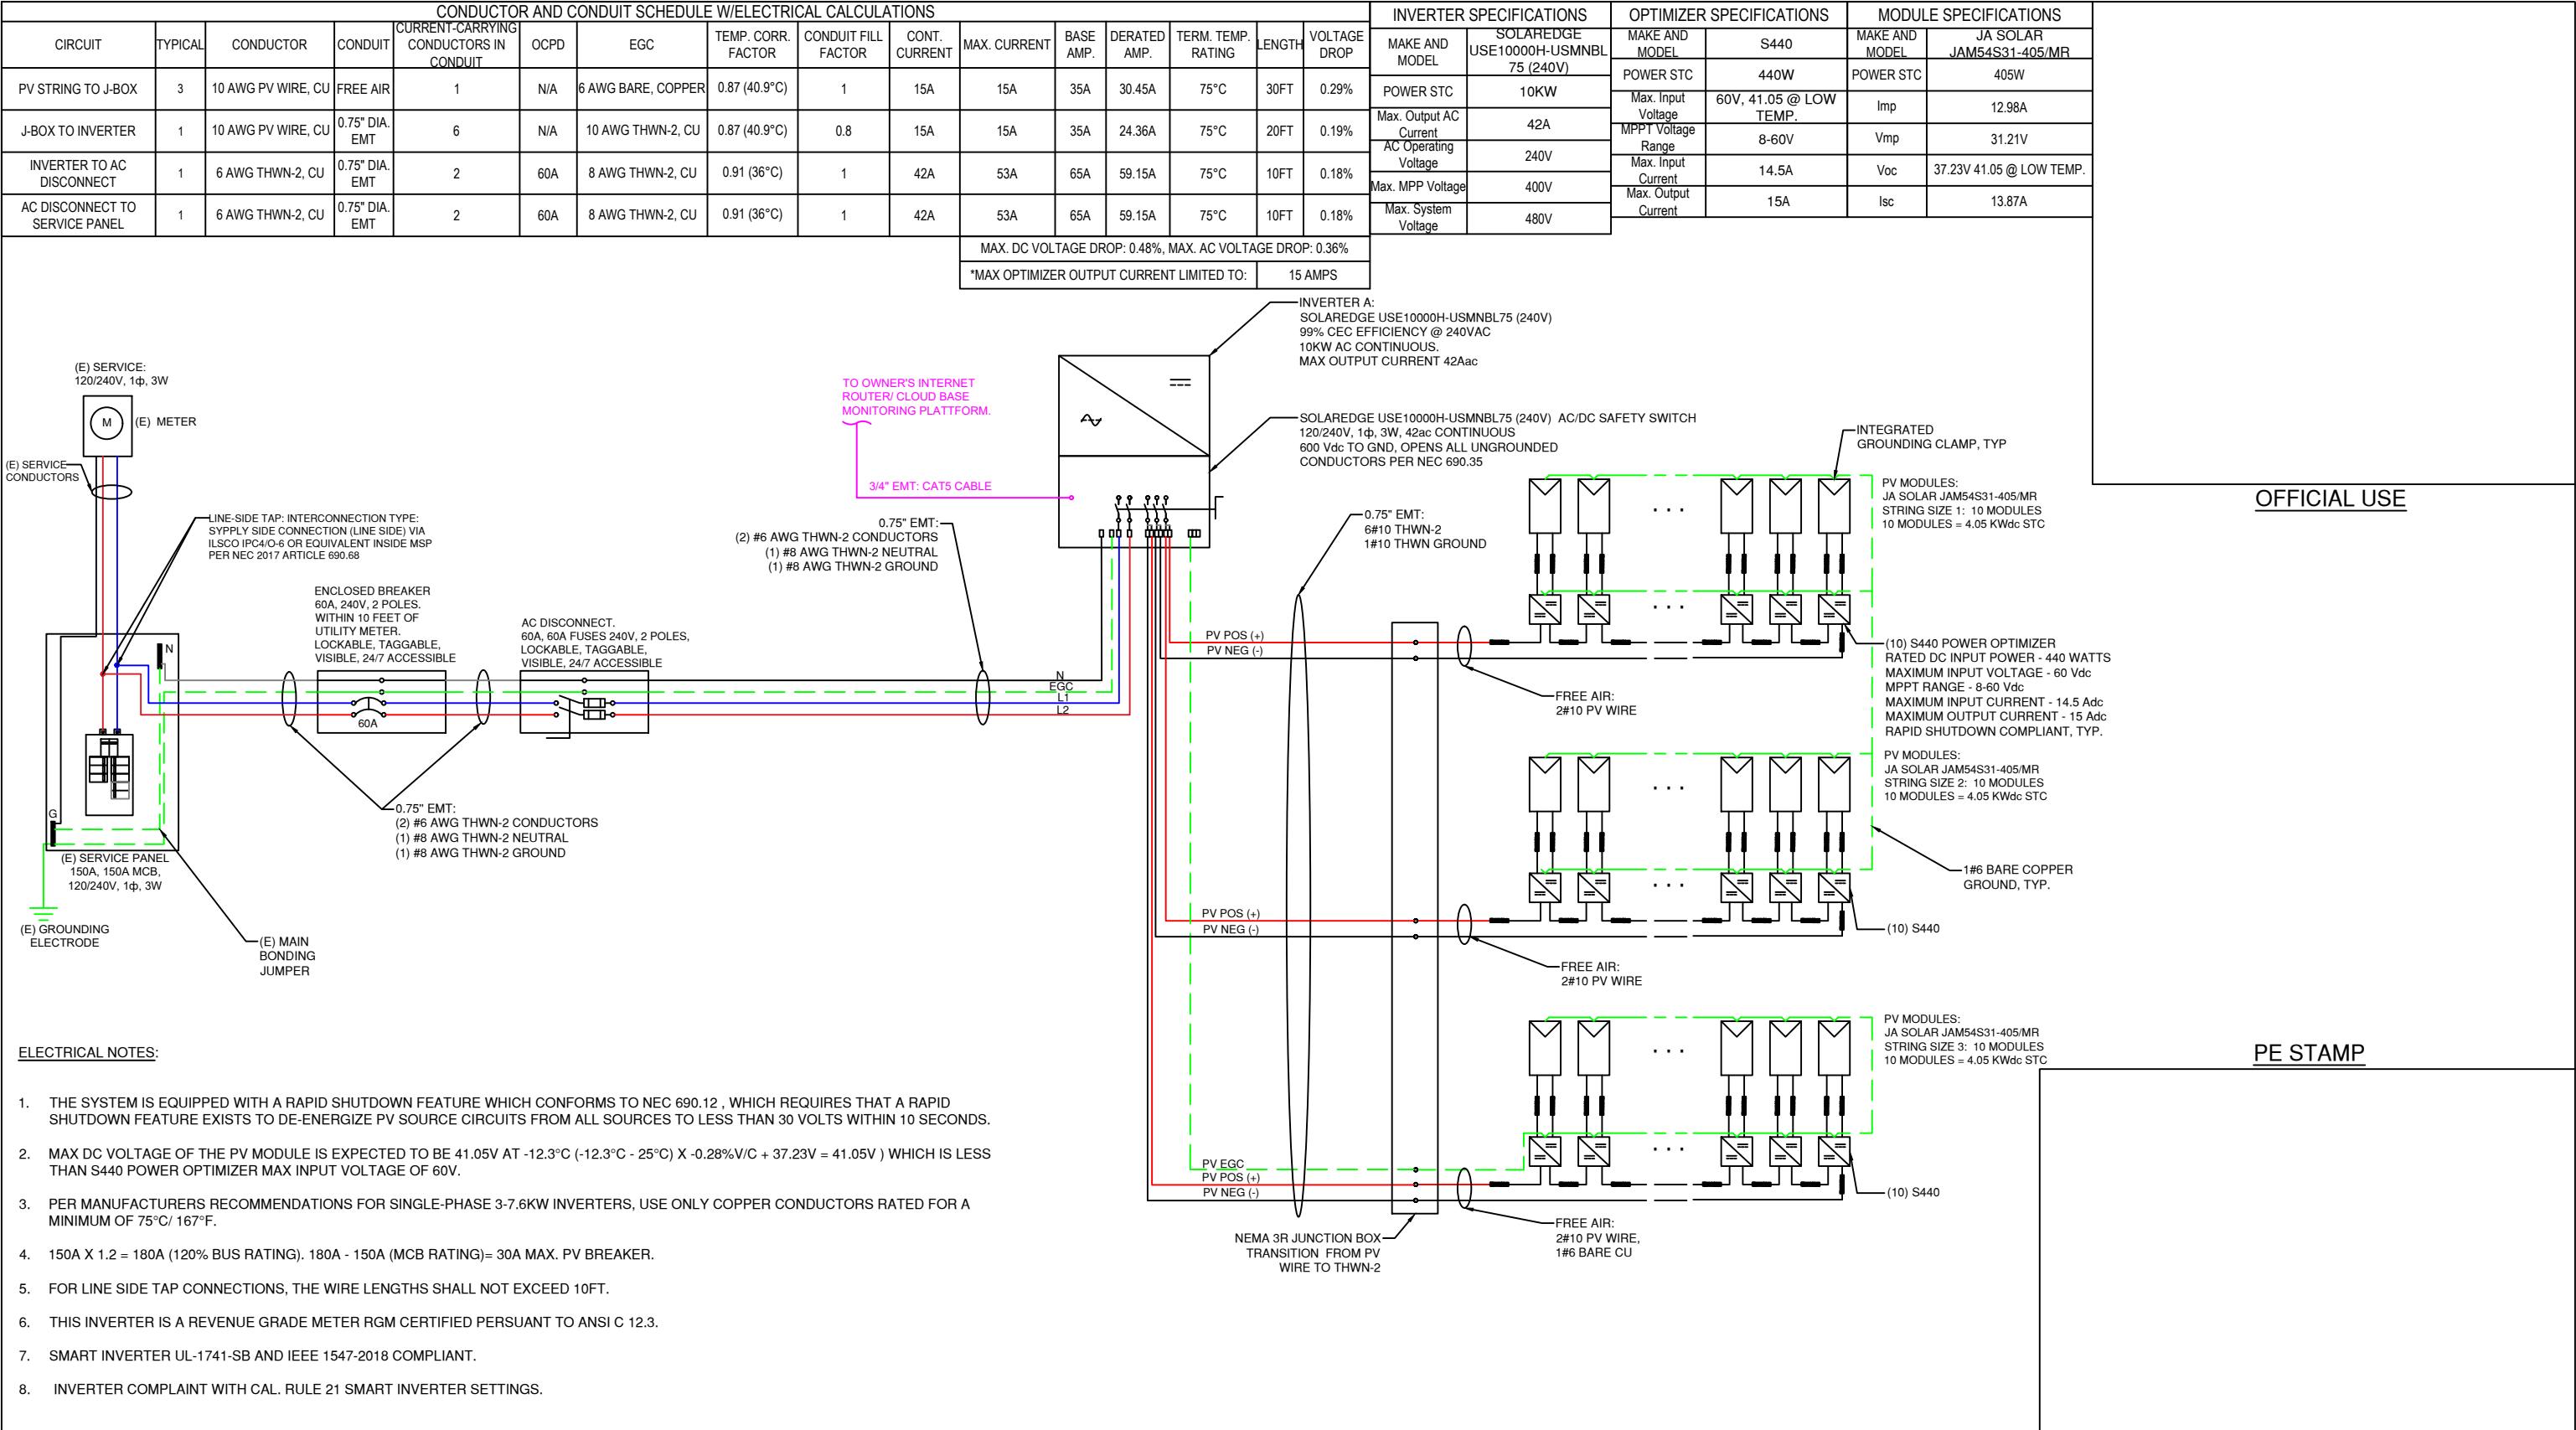 CONDUCTOR AND CONDUIT SCHEDULE W/ELECTRICAL CALCULATIONS
CIRCUIT TYPICAL CONDUCTOR CONDUIT CURRENT-CARRYING CONDUCTORS IN CONDUIT OCPD EGC TEMP. CORR. FACTOR CONDUIT FILL FACTOR CONT. CURRENT MAX. CURRENT BASE AMP. DERATED AMP. TERM. TEMP. RATING LENGTH VOLTAGE DROP
PV STRING TO J-BOX 3 10 AWG PV WIRE, CU FREE AIR 1 N/A 6 AWG BARE, COPPER 0.87 (40.9°C) 1 15A 15A 35A 30.45A 75°C 30FT 0.29%
J-BOX TO INVERTER 1 10 AWG PV WIRE, CU 0.75" DIA. EMT 6 N/A 10 AWG THWN-2, CU 0.87 (40.9°C) 0.8 15A 15A 35A 24.36A 75°C 20FT 0.19%
INVERTER TO AC DISCONNECT 1 6 AWG THWN-2, CU 0.75" DIA. EMT 2 60A 8 AWG THWN-2, CU 0.91 (36°C) 1 42A 53A 65A 59.15A 75°C 10FT 0.18%
AC DISCONNECT TO SERVICE PANEL 1 6 AWG THWN-2, CU 0.75" DIA. EMT 2 60A 8 AWG THWN-2, CU 0.91 (36°C) 1 42A 53A 65A 59.15A 75°C 10FT 0.18%
MAX. DC VOLTAGE DROP: 0.48%, MAX. AC VOLTAGE DROP: 0.36%
*MAX OPTIMIZER OUTPUT CURRENT LIMITED TO: 15 AMPS
INVERTER SPECIFICATIONS
MAKE AND MODEL SOLAREDGE USE10000H-USMNBL 75 (240V)
POWER STC 10KW
Max. Output AC Current 42A
AC Operating Voltage 240V
Max. MPP Voltage 400V
Max. System Voltage 480V
OPTIMIZER SPECIFICATIONS
MAKE AND MODEL S440
POWER STC 440W
Max. Input Voltage 60V, 41.05 @ LOW TEMP.
MPPT Voltage Range 8-60V
Max. Input Current 14.5A
Max. Output Current 15A
MODULE SPECIFICATIONS
MAKE AND MODEL JA SOLAR JAM54S31-405/MR
POWER STC 405W
Imp 12.98A
Vmp 31.21V
Voc 37.23V 41.05 @ LOW TEMP.
Isc 13.87A
INVERTER A:
SOLAREDGE USE10000H-USMNBL75 (240V)
99% CEC EFFICIENCY @ 240VAC
10KW AC CONTINUOUS.
MAX OUTPUT CURRENT 42Aac
(E) SERVICE:
120/240V, 1ф, 3W
M
(E) METER
(E) SERVICE
CONDUCTORS
TO OWNER'S INTERNET
ROUTER/ CLOUD BASE
MONITORING PLATTFORM.
3/4" EMT: CAT5 CABLE
SOLAREDGE USE10000H-USMNBL75 (240V) AC/DC SAFETY SWITCH
120/240V, 1ф, 3W, 42ac CONTINUOUS
600 Vdc TO GND, OPENS ALL UNGROUNDED
CONDUCTORS PER NEC 690.35
INTEGRATED
GROUNDING CLAMP, TYP
PV MODULES:
JA SOLAR JAM54S31-405/MR
STRING SIZE 1: 10 MODULES
10 MODULES = 4.05 KWdc STC
OFFICIAL USE
LINE-SIDE TAP: INTERCONNECTION TYPE:
SYPPLY SIDE CONNECTION (LINE SIDE) VIA
ILSCO IPC4/O-6 OR EQUIVALENT INSIDE MSP
PER NEC 2017 ARTICLE 690.68
0.75" EMT:
(2) #6 AWG THWN-2 CONDUCTORS
(1) #8 AWG THWN-2 NEUTRAL
(1) #8 AWG THWN-2 GROUND
0.75" EMT:
6#10 THWN-2
1#10 THWN GROUND
ENCLOSED BREAKER
60A, 240V, 2 POLES.
WITHIN 10 FEET OF
UTILITY METER.
LOCKABLE, TAGGABLE,
VISIBLE, 24/7 ACCESSIBLE
AC DISCONNECT.
60A, 60A FUSES 240V, 2 POLES,
LOCKABLE, TAGGABLE,
VISIBLE, 24/7 ACCESSIBLE
N
60A
N
EGC
L1
L2
PV POS (+)
PV NEG (-)
FREE AIR:
2#10 PV WIRE
(10) S440 POWER OPTIMIZER
RATED DC INPUT POWER - 440 WATTS
MAXIMUM INPUT VOLTAGE - 60 Vdc
MPPT RANGE - 8-60 Vdc
MAXIMUM INPUT CURRENT - 14.5 Adc
MAXIMUM OUTPUT CURRENT - 15 Adc
RAPID SHUTDOWN COMPLIANT, TYP.
PV MODULES:
JA SOLAR JAM54S31-405/MR
STRING SIZE 2: 10 MODULES
10 MODULES = 4.05 KWdc STC
0.75" EMT:
(2) #6 AWG THWN-2 CONDUCTORS
(1) #8 AWG THWN-2 NEUTRAL
(1) #8 AWG THWN-2 GROUND
G
(E) SERVICE PANEL
150A, 150A MCB,
120/240V, 1ф, 3W
(E) GROUNDING
ELECTRODE
(E) MAIN
BONDING
JUMPER
1#6 BARE COPPER
GROUND, TYP.
PV POS (+)
PV NEG (-)
(10) S440
FREE AIR:
2#10 PV WIRE
PV MODULES:
JA SOLAR JAM54S31-405/MR
STRING SIZE 3: 10 MODULES
10 MODULES = 4.05 KWdc STC
PE STAMP
PV EGC
PV POS (+)
PV NEG (-)
(10) S440
FREE AIR:
2#10 PV WIRE,
1#6 BARE CU
NEMA 3R JUNCTION BOX
TRANSITION FROM PV
WIRE TO THWN-2
ELECTRICAL NOTES:
1. THE SYSTEM IS EQUIPPED WITH A RAPID SHUTDOWN FEATURE WHICH CONFORMS TO NEC 690.12 , WHICH REQUIRES THAT A RAPID
SHUTDOWN FEATURE EXISTS TO DE-ENERGIZE PV SOURCE CIRCUITS FROM ALL SOURCES TO LESS THAN 30 VOLTS WITHIN 10 SECONDS.
2. MAX DC VOLTAGE OF THE PV MODULE IS EXPECTED TO BE 41.05V AT -12.3°C (-12.3°C - 25°C) X -0.28%V/C + 37.23V = 41.05V ) WHICH IS LESS
THAN S440 POWER OPTIMIZER MAX INPUT VOLTAGE OF 60V.
3. PER MANUFACTURERS RECOMMENDATIONS FOR SINGLE-PHASE 3-7.6KW INVERTERS, USE ONLY COPPER CONDUCTORS RATED FOR A
MINIMUM OF 75°C/ 167°F.
4. 150A X 1.2 = 180A (120% BUS RATING). 180A - 150A (MCB RATING)= 30A MAX. PV BREAKER.
5. FOR LINE SIDE TAP CONNECTIONS, THE WIRE LENGTHS SHALL NOT EXCEED 10FT.
6. THIS INVERTER IS A REVENUE GRADE METER RGM CERTIFIED PERSUANT TO ANSI C 12.3.
7. SMART INVERTER UL-1741-SB AND IEEE 1547-2018 COMPLIANT.
8. INVERTER COMPLAINT WITH CAL. RULE 21 SMART INVERTER SETTINGS.